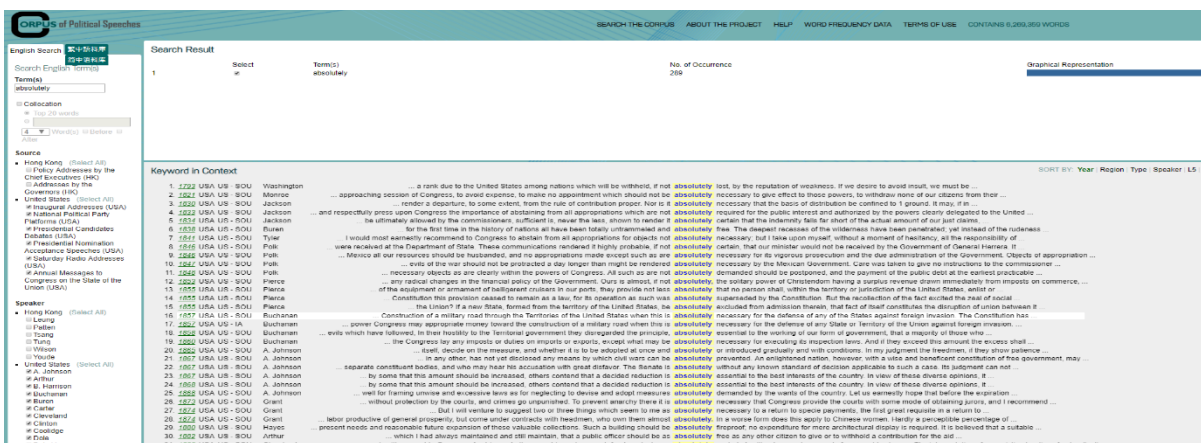 CORPUS of Political Speeches
SEARCH THE CORPUS ABOUT THE PROJECT HELP WORD FREQUENCY DATA TERMS OF USE CONTAINS 6,269,359 WORDS
English Search
繁中語料庫
简中语料库
Search English Term(s)
Term(s)
absolutely
Collocation
Top 20 words
4 Word(s) Before
After
Source
Hong Kong (Select All)
Policy Addresses by the
Chief Executives (HK)
Addresses by the
Governors (HK)
United States (Select All)
Inaugural Addresses (USA)
National Political Party
Platforms (USA)
Presidential Candidates
Debates (USA)
Presidential Nomination
Acceptance Speeches (USA)
Saturday Radio Addresses
(USA)
Annual Messages to
Congress on the State of the
Union (USA)
Speaker
Hong Kong (Select All)
Leung
Patten
Tsang
Tung
Wilson
Youde
United States (Select All)
A. Johnson
Arthur
B. Harrison
Buchanan
Buren
Carter
Cleveland
Clinton
Coolidge
Dole
Search Result
Select Term(s) No. of Occurrence Graphical Representation
1 absolutely 289
Keyword in Context
SORT BY: Year | Region | Type | Speaker | L5
1. 1793 USA US - SOU Washington ... a rank due to the United States among nations which will be withheld, if not absolutely lost, by the reputation of weakness. If we desire to avoid insult, we must be ...
2. 1821 USA US - SOU Monroe ... approaching session of Congress, to avoid expense, to make no appointment which should not be absolutely necessary to give effect to those powers, to withdraw none of our citizens from their ...
3. 1830 USA US - SOU Jackson ... render a departure, to some extent, from the rule of contribution proper. Nor is it absolutely necessary that the basis of distribution be confined to 1 ground. It may, if in ...
4. 1833 USA US - SOU Jackson ... and respectfully press upon Congress the importance of abstaining from all appropriations which are not absolutely required for the public interest and authorized by the powers clearly delegated to the United ...
5. 1834 USA US - SOU Jackson ... be ultimately allowed by the commissioners, sufficient is, never the less, shown to render it absolutely certain that the indemnity falls far short of the actual amount of our just claims...
6. 1838 USA US - SOU Buren ... for the first time in the history of nations all have been totally untrammeled and absolutely free. The deepest recesses of the wilderness have been penetrated; yet instead of the rudeness ...
7. 1841 USA US - SOU Tyler ... I would most earnestly recommend to Congress to abstain from all appropriations for objects not absolutely necessary; but I take upon myself, without a moment of hesitancy, all the responsibility of ...
8. 1846 USA US - SOU Polk ... were received at the Department of State. These communications rendered it highly probable, if not absolutely certain, that our minister would not be received by the Government of General Herrera. It ...
9. 1846 USA US - SOU Polk ... Mexico all our resources should be husbanded, and no appropriations made except such as are absolutely necessary for its vigorous prosecution and the due administration of the Government. Objects of appropriation ...
10. 1847 USA US - SOU Polk ... evils of the war should not be protracted a day longer than might be rendered absolutely necessary by the Mexican Government. Care was taken to give no instructions to the commissioner ...
11. 1848 USA US - SOU Polk ... necessary objects as are clearly within the powers of Congress. All such as are not absolutely demanded should be postponed, and the payment of the public debt at the earliest practicable ...
12. 1853 USA US - SOU Pierce ... any radical changes in the financial policy of the Government. Ours is almost, if not absolutely, the solitary power of Christendom having a surplus revenue drawn immediately from imposts on commerce, ...
13. 1855 USA US - SOU Pierce ... of the equipment or armament of belligerent cruisers in our ports, they provide not less absolutely that no person shall, within the territory or jurisdiction of the United States, enlist or ...
14. 1855 USA US - SOU Pierce ... Constitution this provision ceased to remain as a law, for its operation as such was absolutely superseded by the Constitution. But the recollection of the fact excited the zeal of social ...
15. 1855 USA US - SOU Pierce ... the Union? If a new State, formed from the territory of the United States, be absolutely excluded from admission therein, that fact of itself constitutes the disruption of union between it ...
16. 1857 USA US - SOU Buchanan ... Construction of a military road through the Territories of the United States when this is absolutely necessary for the defense of any of the States against foreign invasion. The Constitution has ...
17. 1857 USA US - IA Buchanan ... power Congress may appropriate money toward the construction of a military road when this is absolutely necessary for the defense of any State or Territory of the Union against foreign invasion. ...
18. 1858 USA US - SOU Buchanan ... evils which have followed. In their hostility to the Territorial government they disregarded the principle, absolutely essential to the working of our form of government, that a majority of those who ...
19. 1860 USA US - SOU Buchanan ... the Congress lay any imposts or duties on imports or exports, except what may be absolutely necessary for executing its inspection laws. And if they exceed this amount the excess shall ...
20. 1865 USA US - SOU A. Johnson ... itself, decide on the measure, and whether it is to be adopted at once and absolutely or introduced gradually and with conditions. In my judgment the freedmen, if they show patience ...
21. 1867 USA US - SOU A. Johnson ... In any other, has not yet disclosed any means by which civil wars can be absolutely prevented. An enlightened nation, however, with a wise and beneficent constitution of free government, may ...
22. 1867 USA US - SOU A. Johnson ... separate constituent bodies, and who may hear his accusation with great disfavor. The Senate is absolutely without any known standard of decision applicable to such a case. Its judgment can not ...
23. 1867 USA US - SOU A. Johnson ... by some that this amount should be increased, others contend that a decided reduction is absolutely essential to the best interests of the country. In view of these diverse opinions, it ...
24. 1868 USA US - SOU A. Johnson ... by some that this amount should be increased, others contend that a decided reduction is absolutely essential to the best interests of the country. In view of these diverse opinions, it ...
25. 1868 USA US - SOU A. Johnson ... well for framing unwise and excessive laws as for neglecting to devise and adopt measures absolutely demanded by the wants of the country. Let us earnestly hope that before the expiration ...
26. 1873 USA US - SOU Grant ... without protection by the courts, and crimes go unpunished. To prevent anarchy there it is absolutely necessary that Congress provide the courts with some mode of obtaining jurors, and I recommend ...
27. 1874 USA US - SOU Grant ... But I will venture to suggest two or three things which seem to me as absolutely necessary to a return to specie payments, the first great requisite in a return to ...
28. 1874 USA US - SOU Grant ... labor productive of general prosperity, but come under contracts with headmen, who own them almost absolutely. In a worse form does this apply to Chinese women. Hardly a perceptible percentage of ...
29. 1880 USA US - SOU Hayes ... present needs and reasonable future expansion of these valuable collections. Such a building should be absolutely fireproof; no expenditure for mere architectural display is required. It is believed that a suitable ...
30. 1882 USA US - SOU Arthur ... which I had always maintained and still maintain, that a public officer should be as absolutely free as any other citizen to give or to withhold a contribution for the aid ...